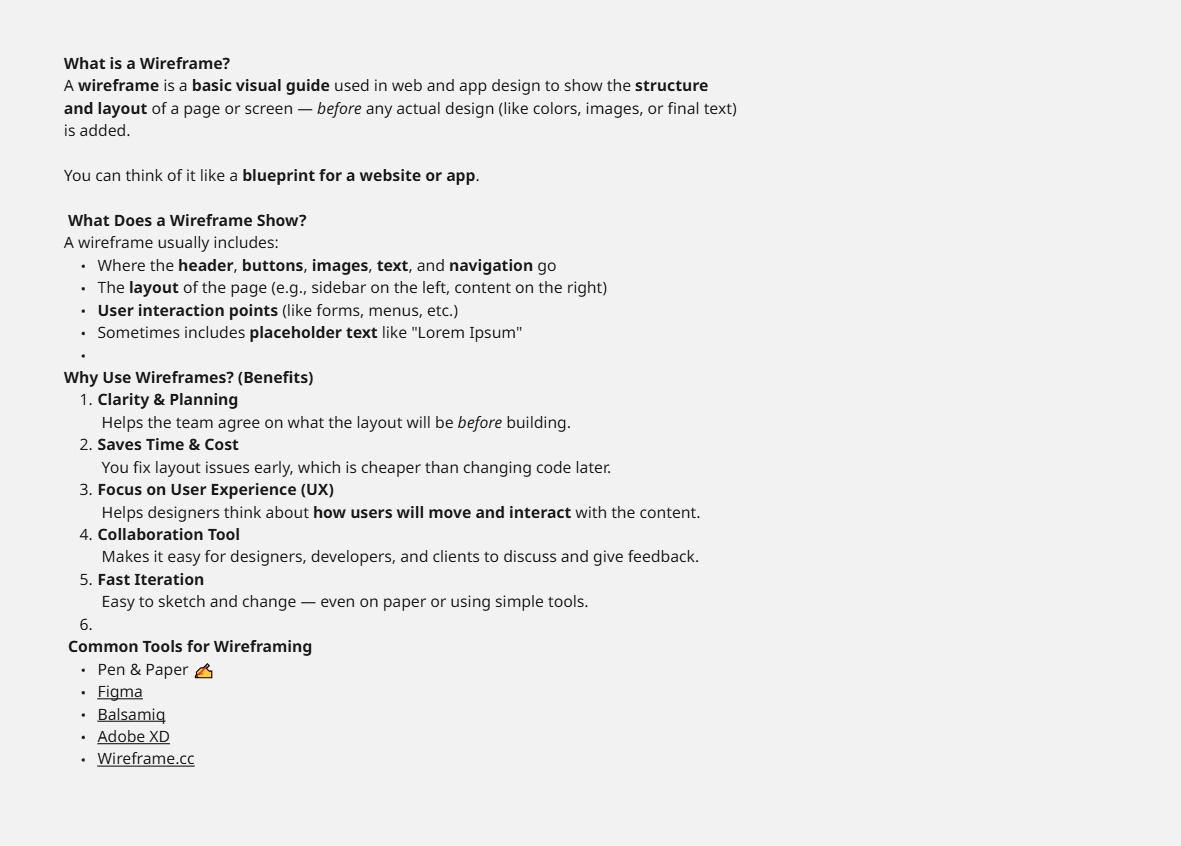 What is a Wireframe?
A wireframe is a basic visual guide used in web and app design to show the structure
and layout of a page or screen — before any actual design (like colors, images, or final text)
is added.
You can think of it like a blueprint for a website or app.
What Does a Wireframe Show?
A wireframe usually includes:
• Where the header, buttons, images, text, and navigation go
• The layout of the page (e.g., sidebar on the left, content on the right)
• User interaction points (like forms, menus, etc.)
• Sometimes includes placeholder text like "Lorem Ipsum"
•
Why Use Wireframes? (Benefits)
1. Clarity & Planning
Helps the team agree on what the layout will be before building.
2. Saves Time & Cost
You fix layout issues early, which is cheaper than changing code later.
3. Focus on User Experience (UX)
Helps designers think about how users will move and interact with the content.
4. Collaboration Tool
Makes it easy for designers, developers, and clients to discuss and give feedback.
5. Fast Iteration
Easy to sketch and change — even on paper or using simple tools.
6.
Common Tools for Wireframing
• Pen & Paper ✍
• Figma
• Balsamiq
• Adobe XD
• Wireframe.cc